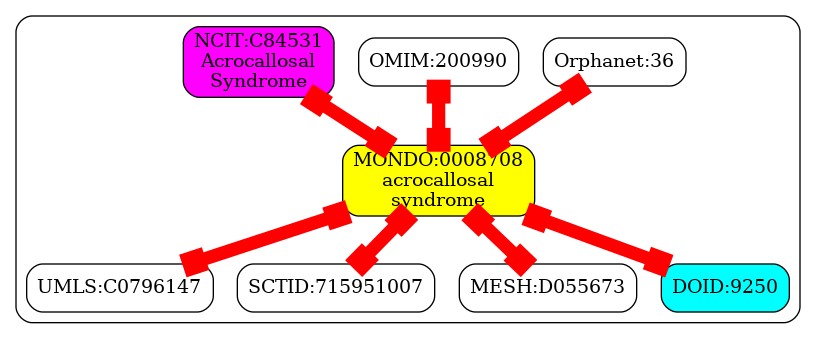 NCIT:C84531
Acrocallosal
Syndrome
OMIM:200990
Orphanet:36
MONDO:0008708
acrocallosal
syndrome
UMLS:C0796147
SCTID:715951007
MESH:D055673
DOID:9250